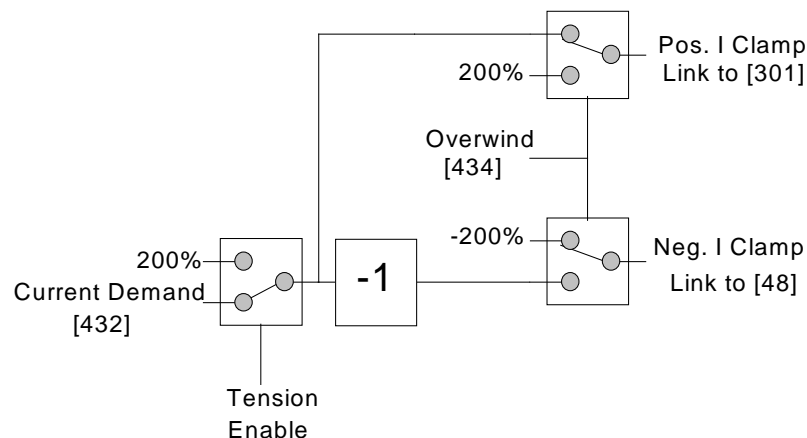 Pos. I Clamp
Link to [301]
200%
Overwind
[434]
-200%
Neg. I Clamp
Link to [48]
200%
Current Demand
[432]
-1
Tension
Enable